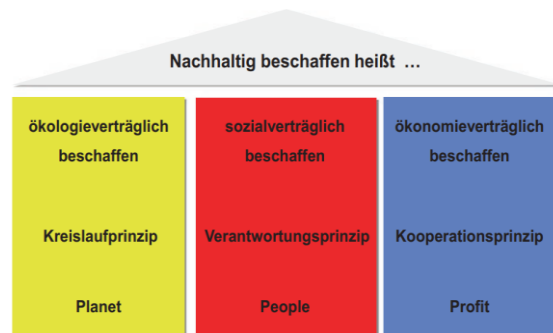 Nachhaltig beschaffen heißt …
ökologieverträglich
beschaffen
Kreislaufprinzip
Planet
sozialverträglich
beschaffen
Verantwortungsprinzip
People
ökonomieverträglich
beschaffen
Kooperationsprinzip
Profit